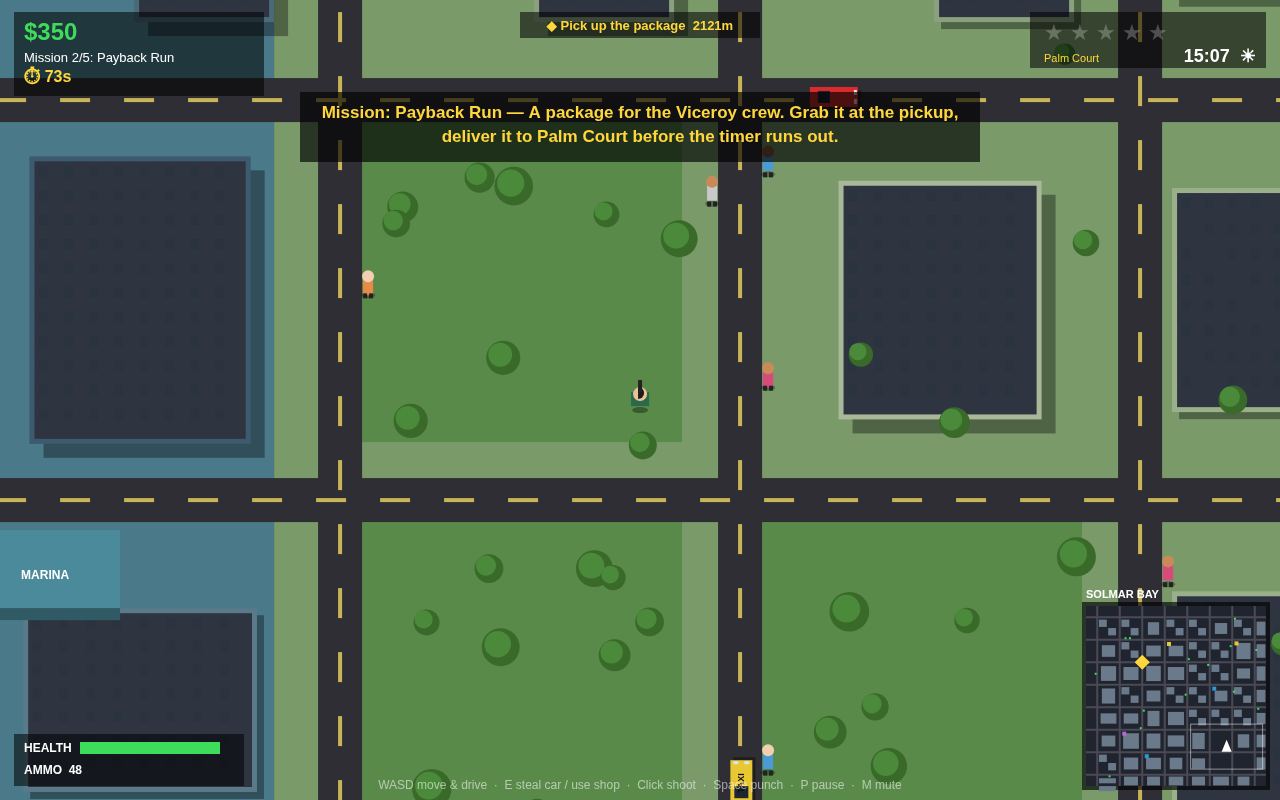 $350
Mission 2/5: Payback Run
73s
◆ Pick up the package 2121m
★ ★ ★ ★ ★
Palm Court
15:07 ☀
Mission: Payback Run — A package for the Viceroy crew. Grab it at the pickup,
deliver it to Palm Court before the timer runs out.
MARINA
SOLMAR BAY
HEALTH
AMMO 48
WASD move & drive · E steal car / use shop · Click shoot · Space punch · P pause · M mute